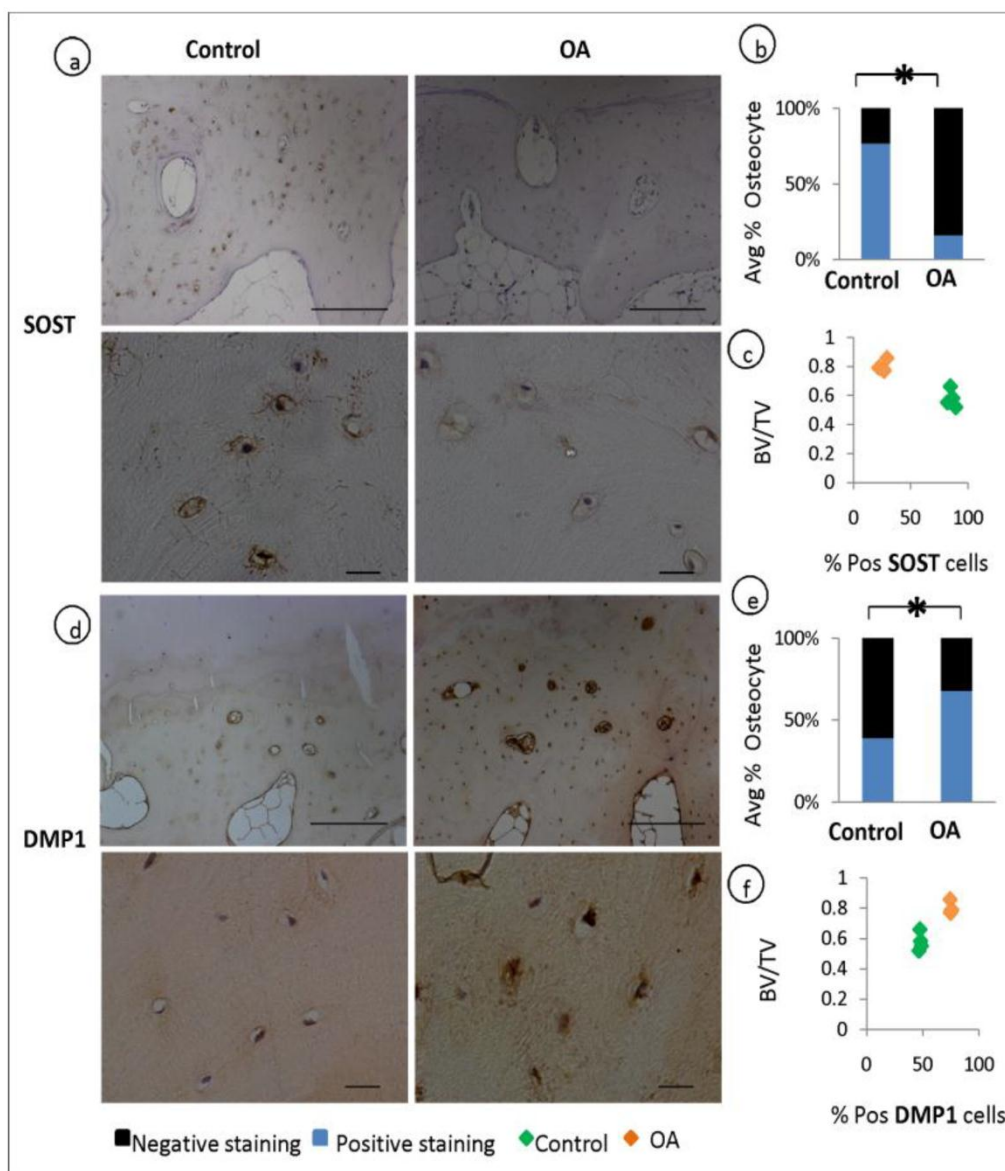 Control
OA
a
SOST
b
*
Avg % Osteocyte
100%
50%
0%
Control
OA
c
BV/TV
1
0.8
0.6
0.4
0.2
0
0
50
100
% Pos SOST cells
d
DMP1
e
*
Avg % Osteocyte
100%
50%
0%
Control
OA
f
BV/TV
1
0.8
0.6
0.4
0.2
0
0
50
100
% Pos DMP1 cells
Negative staining
Positive staining
Control
OA